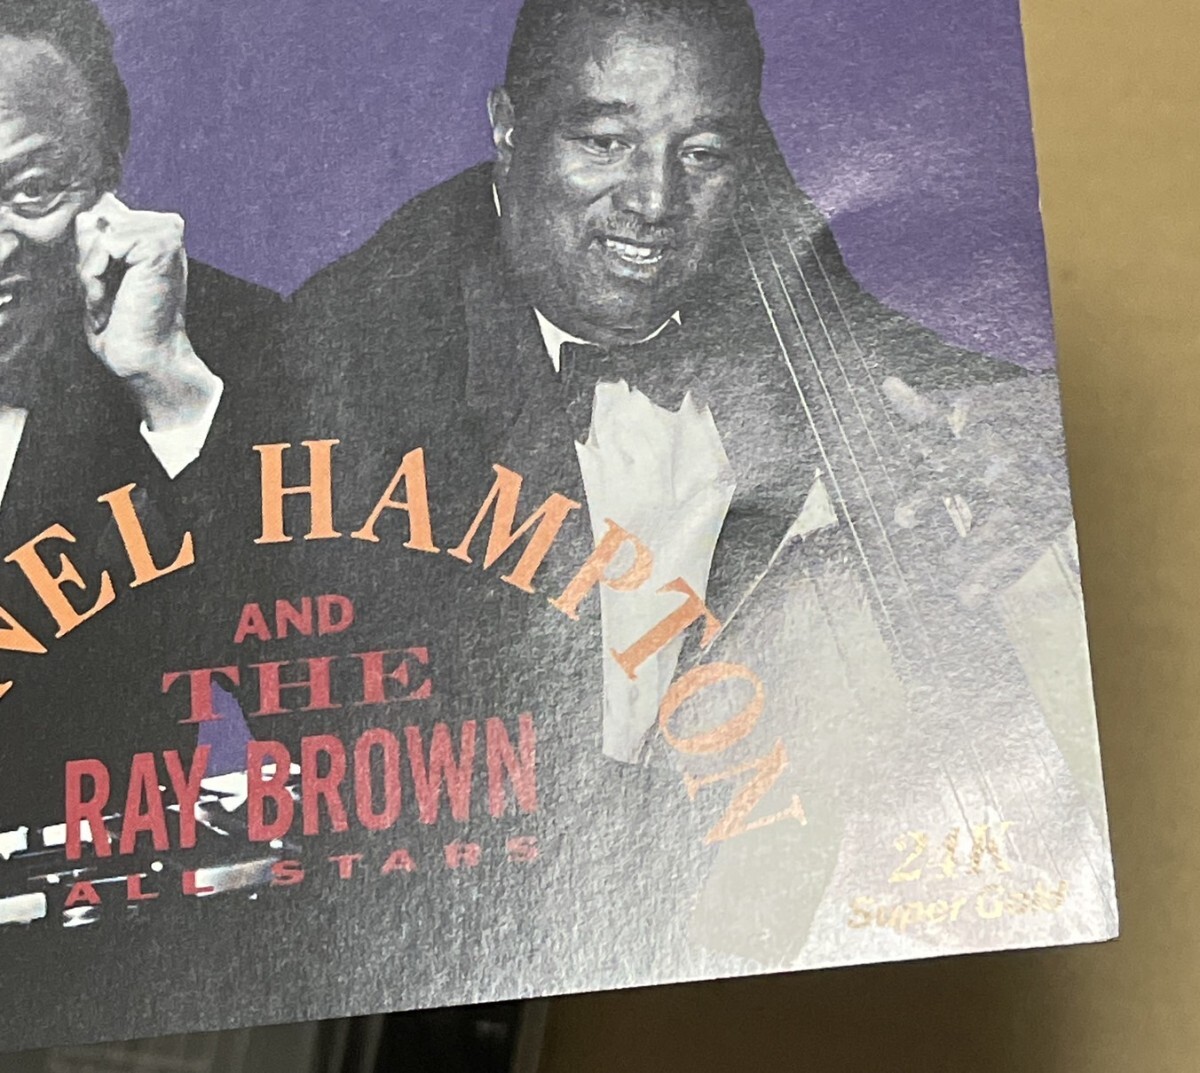 NEL HAMPTON
AND
THE
RAY BROWN
ALL STARS
24K
Super Gold